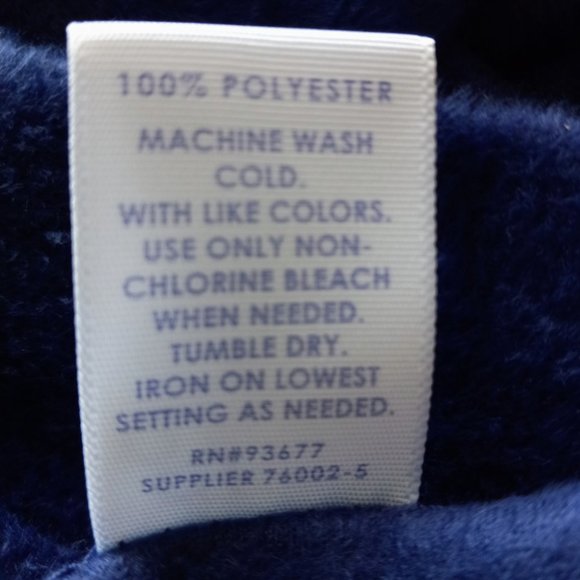 100% POLYESTER
MACHINE WASH
COLD.
WITH LIKE COLORS.
USE ONLY NON-
CHLORINE BLEACH
WHEN NEEDED.
TUMBLE DRY.
IRON ON LOWEST
SETTING AS NEEDED.
RN#93677
SUPPLIER 76002-5